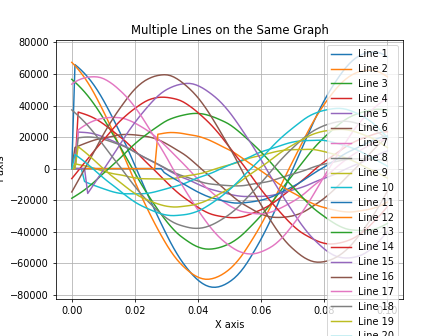 Multiple Lines on the Same Graph
80000
60000
40000
20000
0
−20000
−40000
−60000
−80000
0.00
0.02
0.04
0.06
X axis
Line 1
Line 2
Line 3
Line 4
Line 5
Line 6
Line 7
Line 8
Line 9
Line 10
Line 11
Line 12
Line 13
Line 14
Line 15
Line 16
Line 17
Line 18
Line 19
Line 20